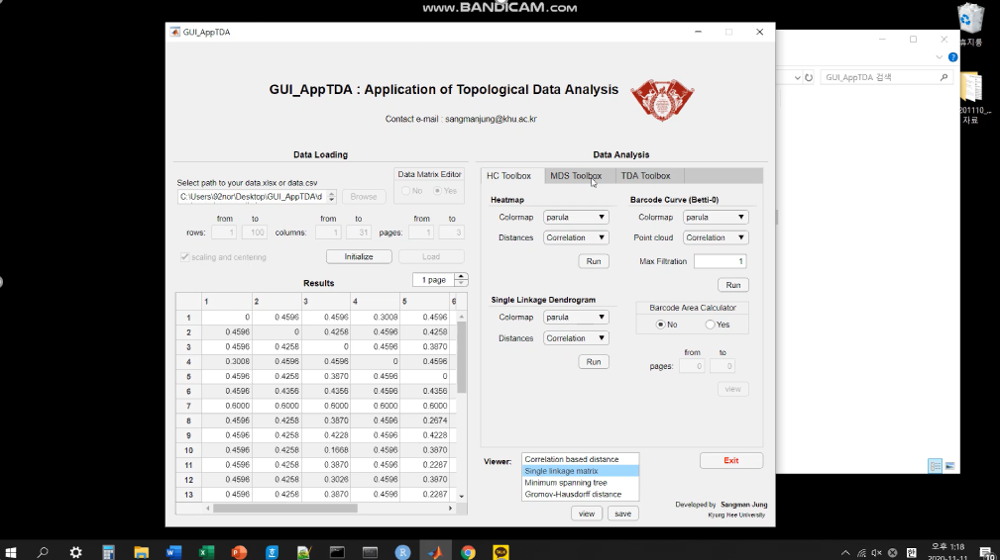 www.BANDICAM.com
GUI_AppTDA
휴지통
GUI_AppTDA : Application of Topological Data Analysis
GUI_AppTDA 검색
Contact e-mail : sangmanjung@khu.ac.kr
201110_...
자료
Data Loading
Data Analysis
Select path to your data.xlsx or data.csv
C:\Users\92nor\Desktop\GUI_AppTDA\d
Browse
Data Matrix Editor
No Yes
from to from to from to
rows: 1 100 columns: 1 31 pages: 1 3
scaling and centering
Initialize
Load
Results
1 page
1 2 3 4 5 6
1 0 0.4596 0.4596 0.3008 0.4596
2 0.4596 0 0.4258 0.4596 0.4258
3 0.4596 0.4258 0 0.4596 0.3870
4 0.3008 0.4596 0.4596 0 0.4596
5 0.4596 0.4258 0.3870 0.4596 0
6 0.4596 0.4356 0.4356 0.4596 0.4356
7 0.6000 0.6000 0.6000 0.6000 0.6000
8 0.4596 0.4258 0.3870 0.4596 0.2674
9 0.4596 0.4228 0.4258 0.4596 0.4258
10 0.4596 0.1668 0.4258 0.4596 0.4258
11 0.4596 0.4258 0.3870 0.4596 0.2287
12 0.4596 0.4258 0.3026 0.4596 0.3870
13 0.4596 0.4258 0.3870 0.4596 0.2287
HC Toolbox
MDS Toolbox
TDA Toolbox
Heatmap
Colormap parula
Distances Correlation
Run
Single Linkage Dendrogram
Colormap parula
Distances Correlation
Run
Barcode Curve (Betti-0)
Colormap parula
Point cloud Correlation
Max Filtration 1
Run
Barcode Area Calculator
No Yes
from to
pages: 0 0
view
Viewer:
Correlation based distance
Single linkage matrix
Minimum spanning tree
Gromov-Hausdorff distance
view
save
Exit
Developed by Sangman Jung
Kyung Hee University
오후 1:18
2020-11-11
한
10